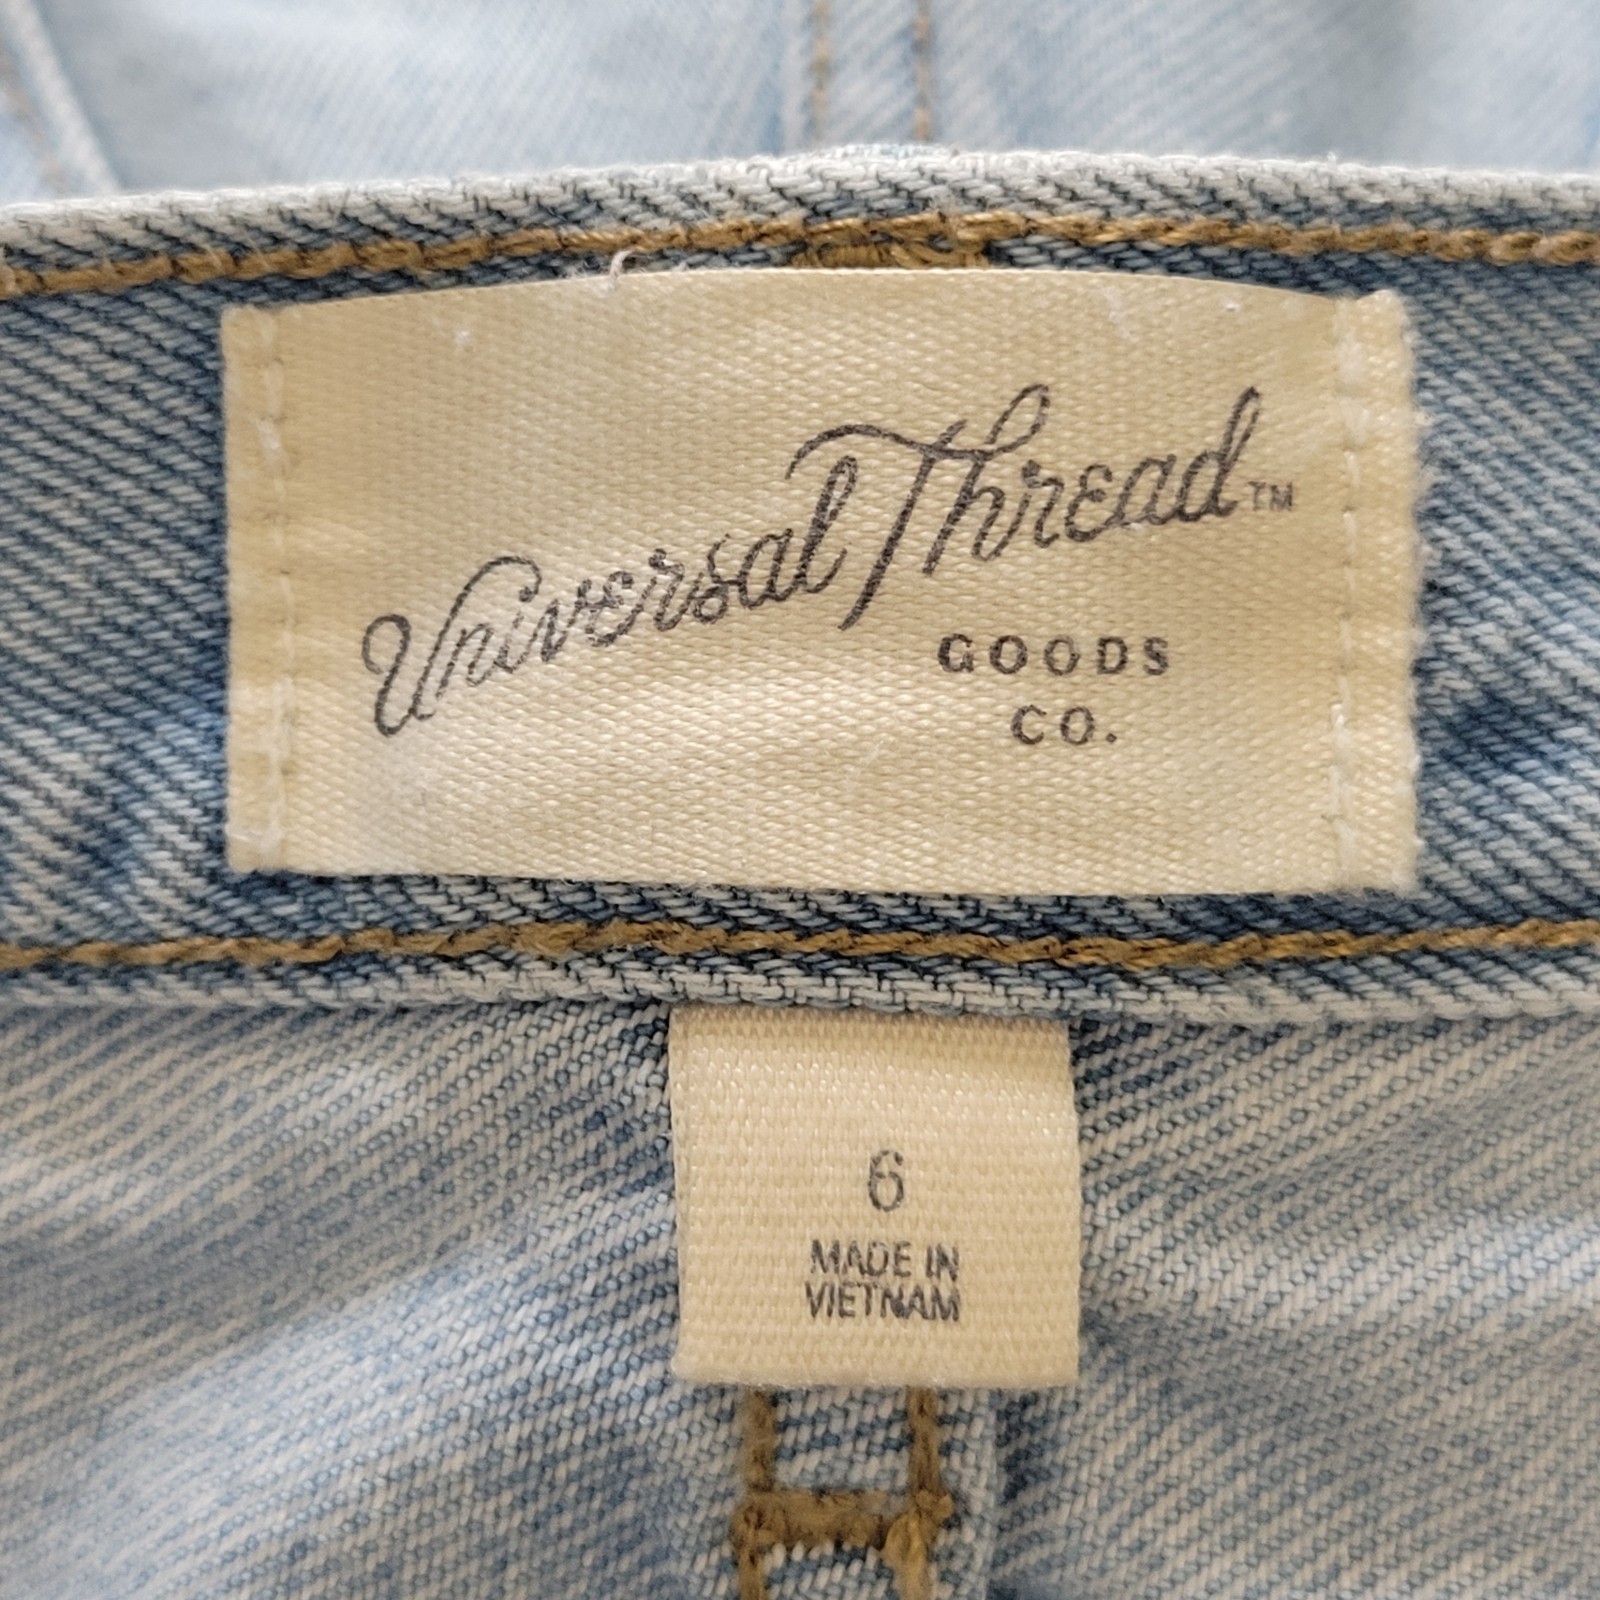 Universal Thread™
GOODS
CO.
6
MADE IN
VIETNAM